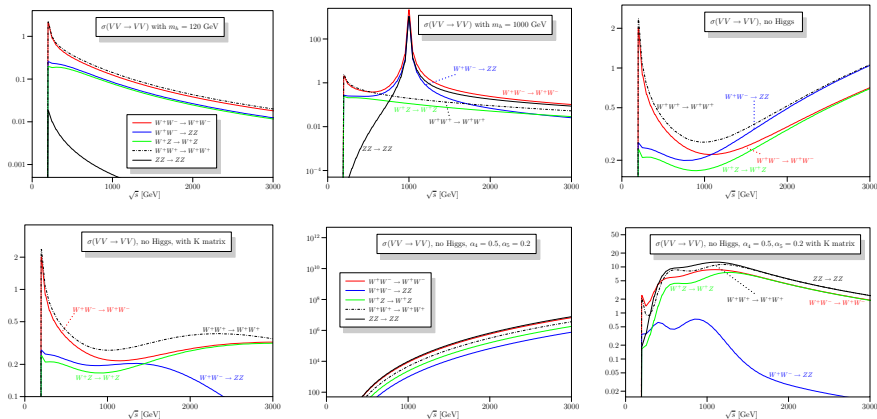 σ(VV → VV) with m_h = 120 GeV
1
0.1
0.01
0.001
W⁺W⁻ → W⁺W⁻
W⁺W⁻ → ZZ
W⁺Z → W⁺Z
W⁺W⁺ → W⁺W⁺
ZZ → ZZ
0
1000
2000
3000
√s [GeV]
σ(VV → VV) with m_h = 1000 GeV
100
1
0.01
W⁺W⁻ → ZZ
W⁺W⁻ → W⁺W⁻
W⁺Z → W⁺Z
W⁺W⁺ → W⁺W⁺
ZZ → ZZ
0
1000
2000
3000
√s [GeV]
σ(VV → VV), no Higgs
2
1
0.5
0.2
W⁺W⁺ → W⁺W⁺
W⁺W⁻ → ZZ
W⁺W⁻ → W⁺W⁻
W⁺Z → W⁺Z
0
1000
2000
3000
√s [GeV]
σ(VV → VV), no Higgs, with K matrix
2
1
0.5
0.2
0.1
W⁺W⁻ → W⁺W⁻
W⁺W⁺ → W⁺W⁺
W⁺Z → W⁺Z
W⁺W⁻ → ZZ
0
1000
2000
3000
√s [GeV]
σ(VV → VV), no Higgs, α₄ = 0.5, α₅ = 0.2
10¹²
10¹⁰
10⁸
10⁶
10⁴
100
W⁺W⁻ → W⁺W⁻
W⁺W⁻ → ZZ
W⁺Z → W⁺Z
W⁺W⁺ → W⁺W⁺
ZZ → ZZ
0
1000
2000
3000
√s [GeV]
σ(VV → VV), no Higgs, α₄ = 0.5, α₅ = 0.2 with K matrix
20
10
5
2
1
0.5
0.2
0.1
0.05
0.02
ZZ → ZZ
W⁺Z → W⁺Z
W⁺W⁺ → W⁺W⁺
W⁺W⁻ → W⁺W⁻
W⁺W⁻ → ZZ
0
1000
2000
3000
√s [GeV]